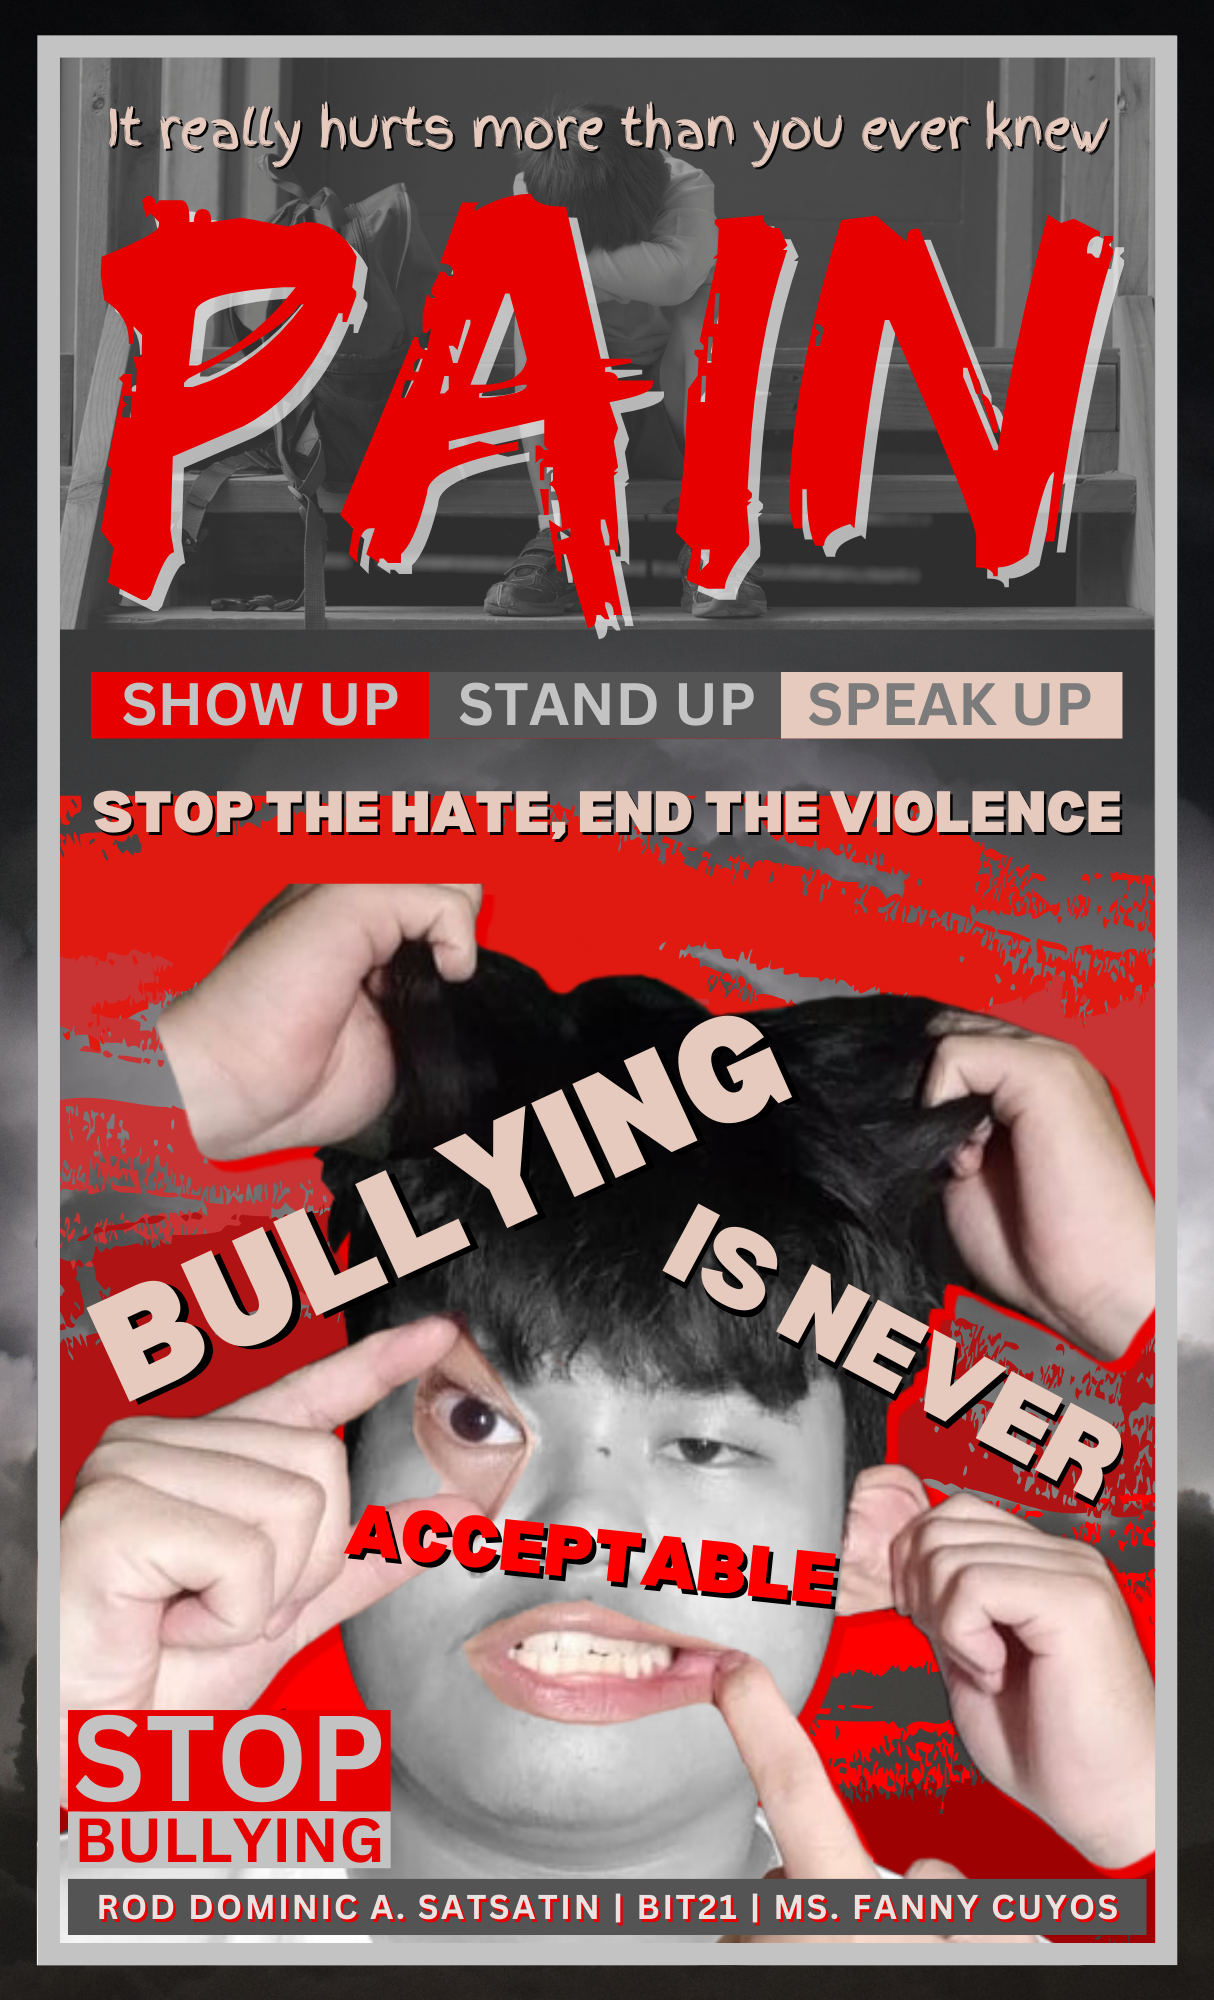 It really hurts more than you ever knew
PAIN
SHOW UP STAND UP SPEAK UP
STOP THE HATE, END THE VIOLENCE
BULLYING
IS NEVER
ACCEPTABLE
STOP
BULLYING
ROD DOMINIC A. SATSATIN | BIT21 | MS. FANNY CUYOS